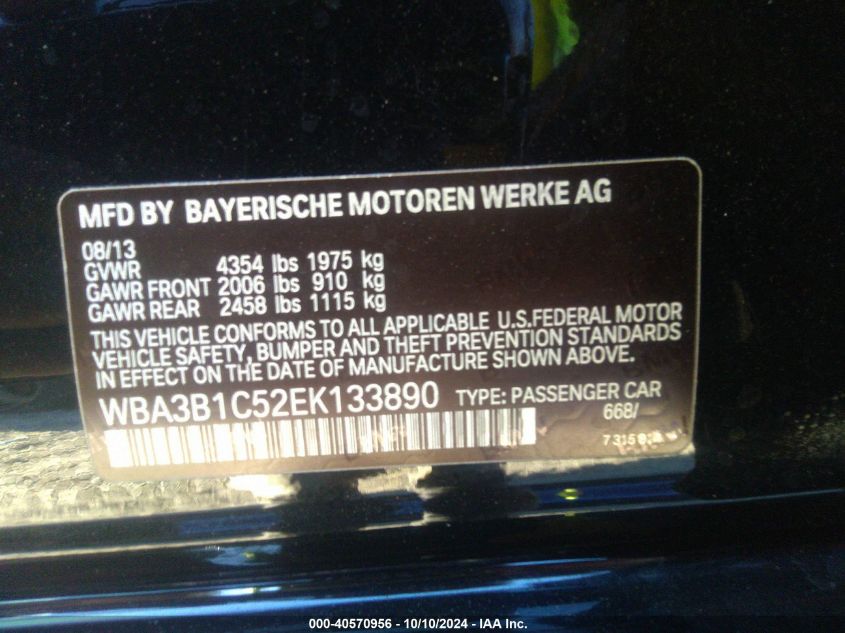 MFD BY BAYERISCHE MOTOREN WERKE AG
08/13
GVWR 4354 lbs 1975 kg
GAWR FRONT 2006 lbs 910 kg
GAWR REAR 2458 lbs 1115 kg
THIS VEHICLE CONFORMS TO ALL APPLICABLE U.S.FEDERAL MOTOR
VEHICLE SAFETY, BUMPER AND THEFT PREVENTION STANDARDS
IN EFFECT ON THE DATE OF MANUFACTURE SHOWN ABOVE.
WBA3B1C52EK133890 TYPE: PASSENGER CAR
668/
000-40570956 - 10/10/2024 - IAA Inc.